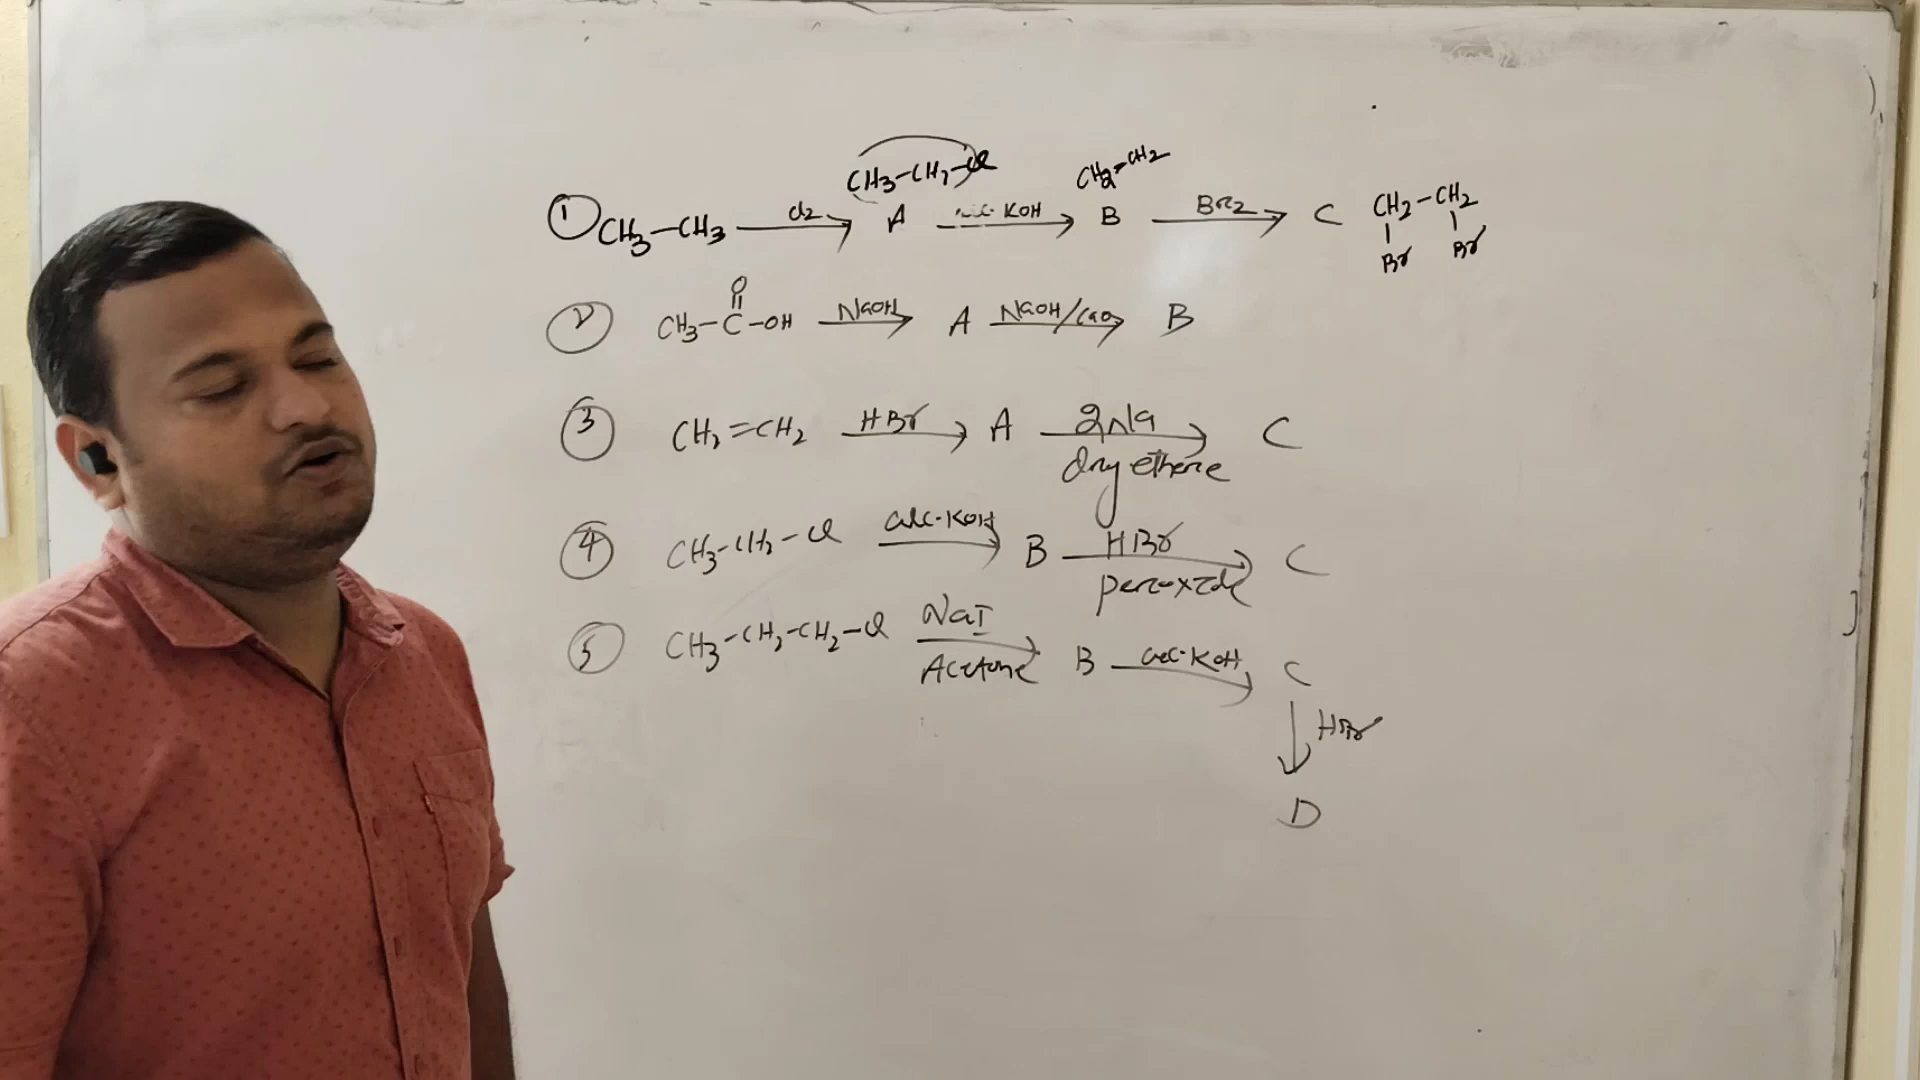 CH3-CH2-Cl CH2=CH2
① CH3-CH3 Cl2 → A alc. KOH → B Br2 → C CH2-CH2
Br Br
O
② CH3-C-OH NaOH → A NaOH/CaO → B
③ CH2=CH2 HBr → A 2Na → C
dry ethere
④ CH3-CH2-Cl alc. KOH → B HBr → C
peroxide
⑤ CH3-CH2-CH2-Cl NaI → B alc. KOH → C
Acetone
↓ HBr
D